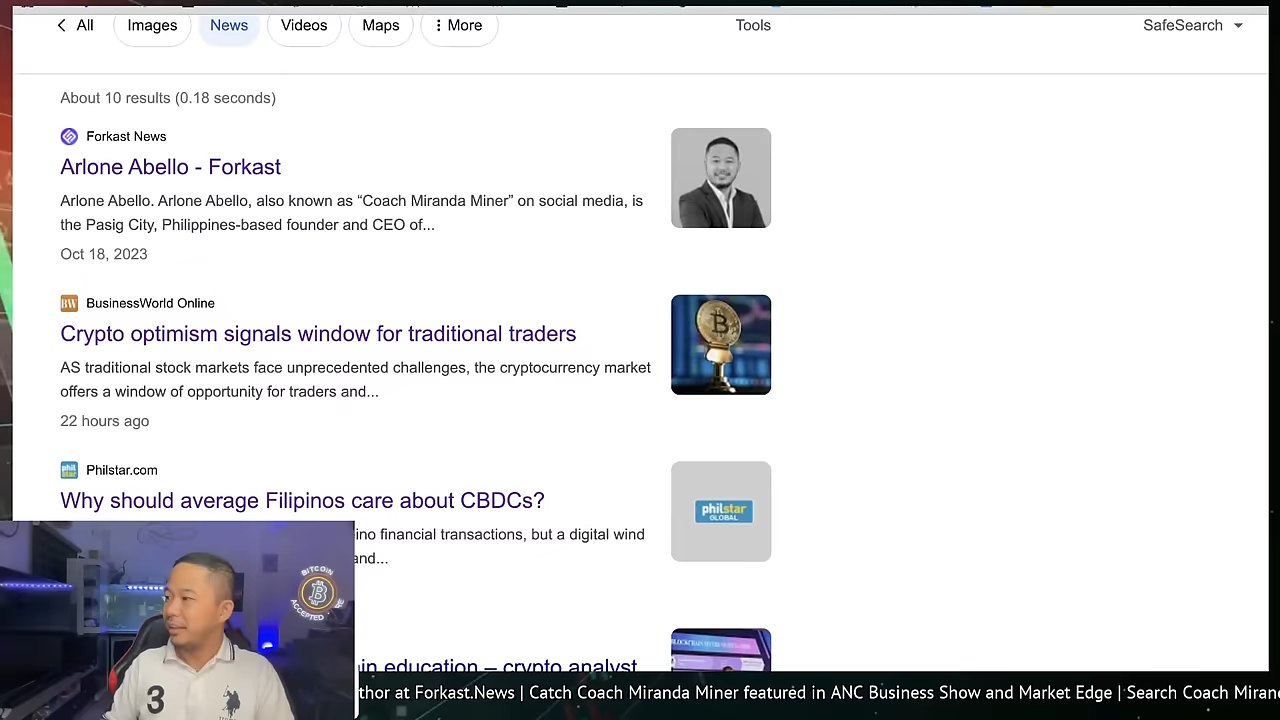 All
Images
News
Videos
Maps
More
Tools
SafeSearch
About 10 results (0.18 seconds)
Forkast News
Arlone Abello - Forkast
Arlone Abello. Arlone Abello, also known as “Coach Miranda Miner” on social media, is
the Pasig City, Philippines-based founder and CEO of...
Oct 18, 2023
BW
BusinessWorld Online
Crypto optimism signals window for traditional traders
AS traditional stock markets face unprecedented challenges, the cryptocurrency market
offers a window of opportunity for traders and...
22 hours ago
phil
star
Philstar.com
Why should average Filipinos care about CBDCs?
ino financial transactions, but a digital wind
and...
philstar
GLOBAL
in education – crypto analyst
BITCOIN
ACCEPTED
3
thor at Forkast.News | Catch Coach Miranda Miner featured in ANC Business Show and Market Edge | Search Coach Miran